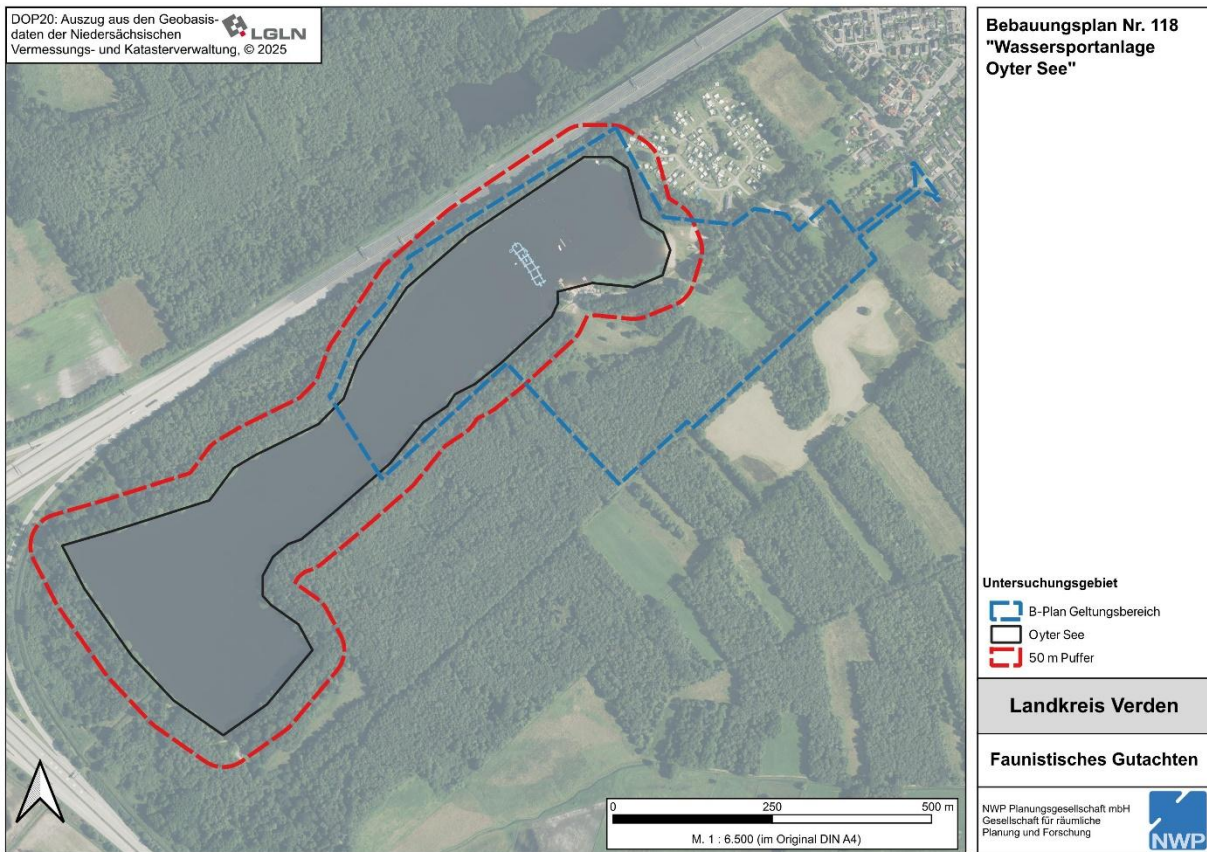 DOP20: Auszug aus den Geobasis-
daten der Niedersächsischen
Vermessungs- und Katasterverwaltung, © 2025
LGLN
Bebauungsplan Nr. 118
"Wassersportanlage
Oyter See"
Untersuchungsgebiet
B-Plan Geltungsbereich
Oyter See
50 m Puffer
Landkreis Verden
Faunistisches Gutachten
NWP Planungsgesellschaft mbH
Gesellschaft für räumliche
Planung und Forschung
NWP
0 250 500 m
M. 1 : 6.500 (im Original DIN A4)